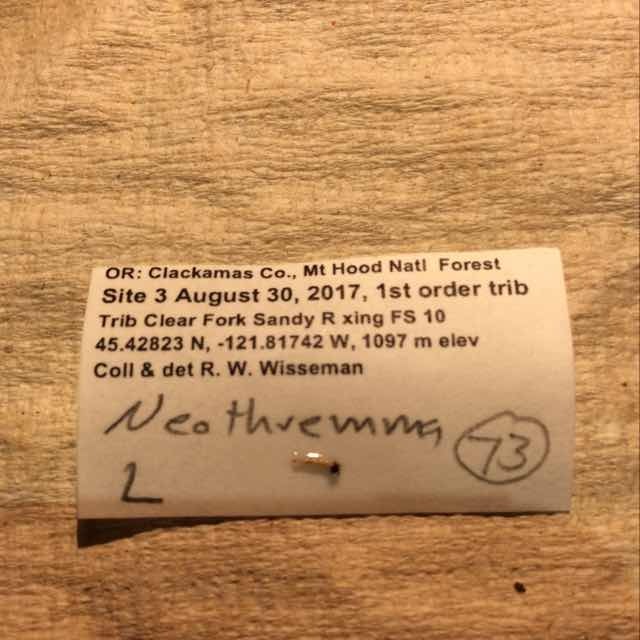 OR: Clackamas Co., Mt Hood Natl Forest
Site 3 August 30, 2017, 1st order trib
Trib Clear Fork Sandy R xing FS 10
45.42823 N, -121.81742 W, 1097 m elev
Coll & det R. W. Wisseman
Neothremma
73
L